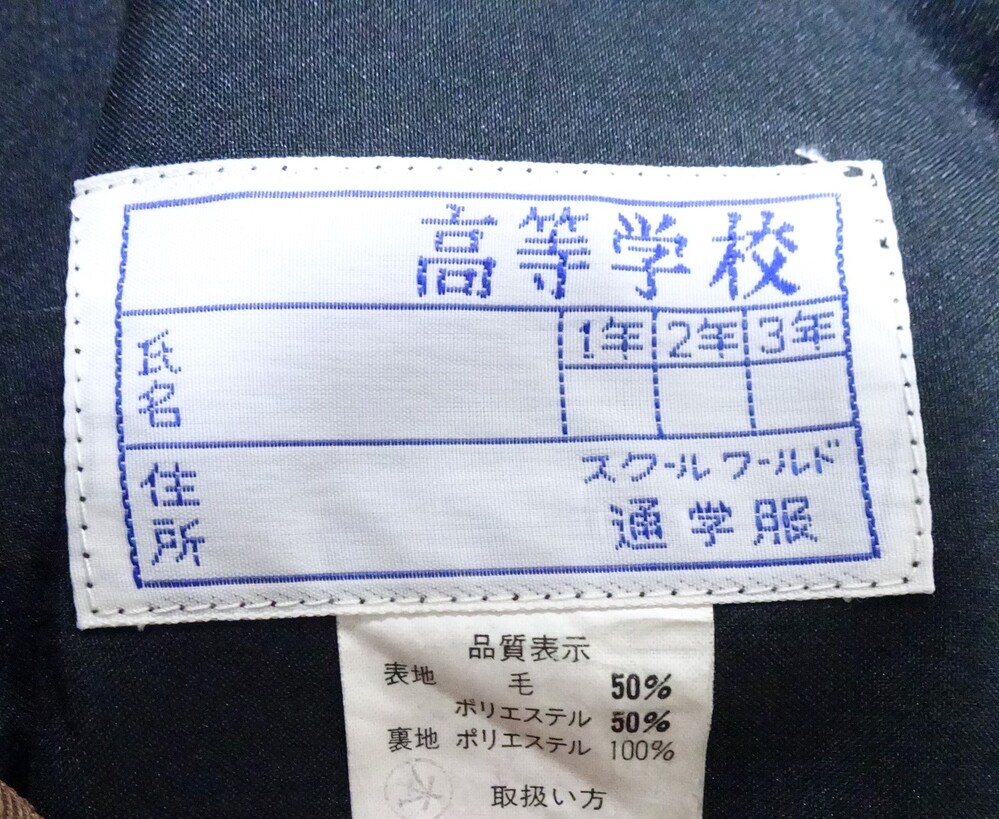 高等学校
氏名
1年 2年 3年
住所
スクールワールド
通学服
品質表示
表地 毛 50%
ポリエステル 50%
裏地 ポリエステル 100%
取扱い方